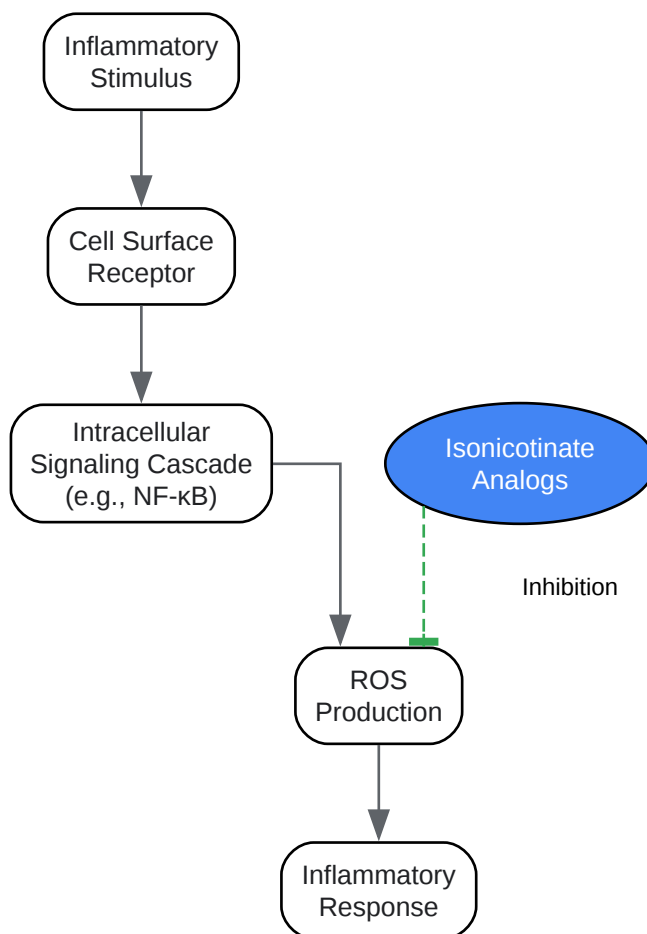 Inflammatory
Stimulus
Cell Surface
Receptor
Intracellular
Signaling Cascade
(e.g., NF-κB)
Isonicotinate
Analogs
Inhibition
ROS
Production
Inflammatory
Response